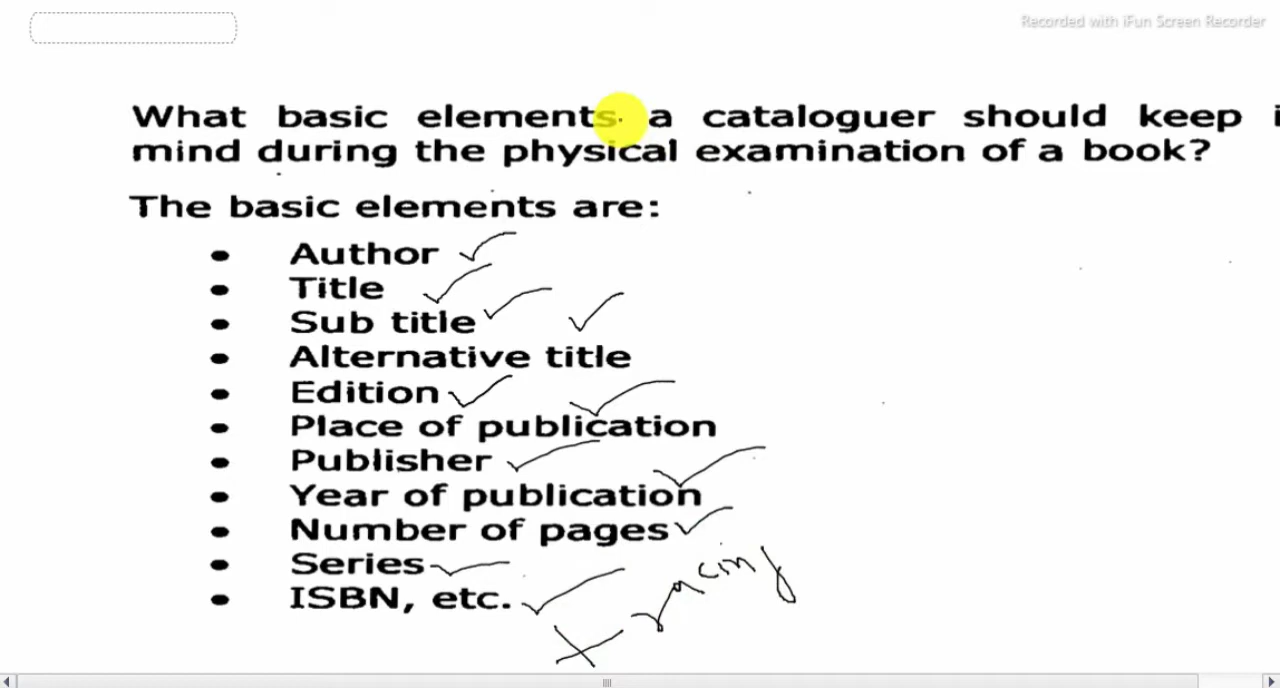 Recorded with iFun Screen Recorder
What basic elements a cataloguer should keep i
mind during the physical examination of a book?
The basic elements are:
• Author
• Title
• Sub title
• Alternative title
• Edition
• Place of publication
• Publisher
• Year of publication
• Number of pages
• Series
• ISBN, etc.
Tracing